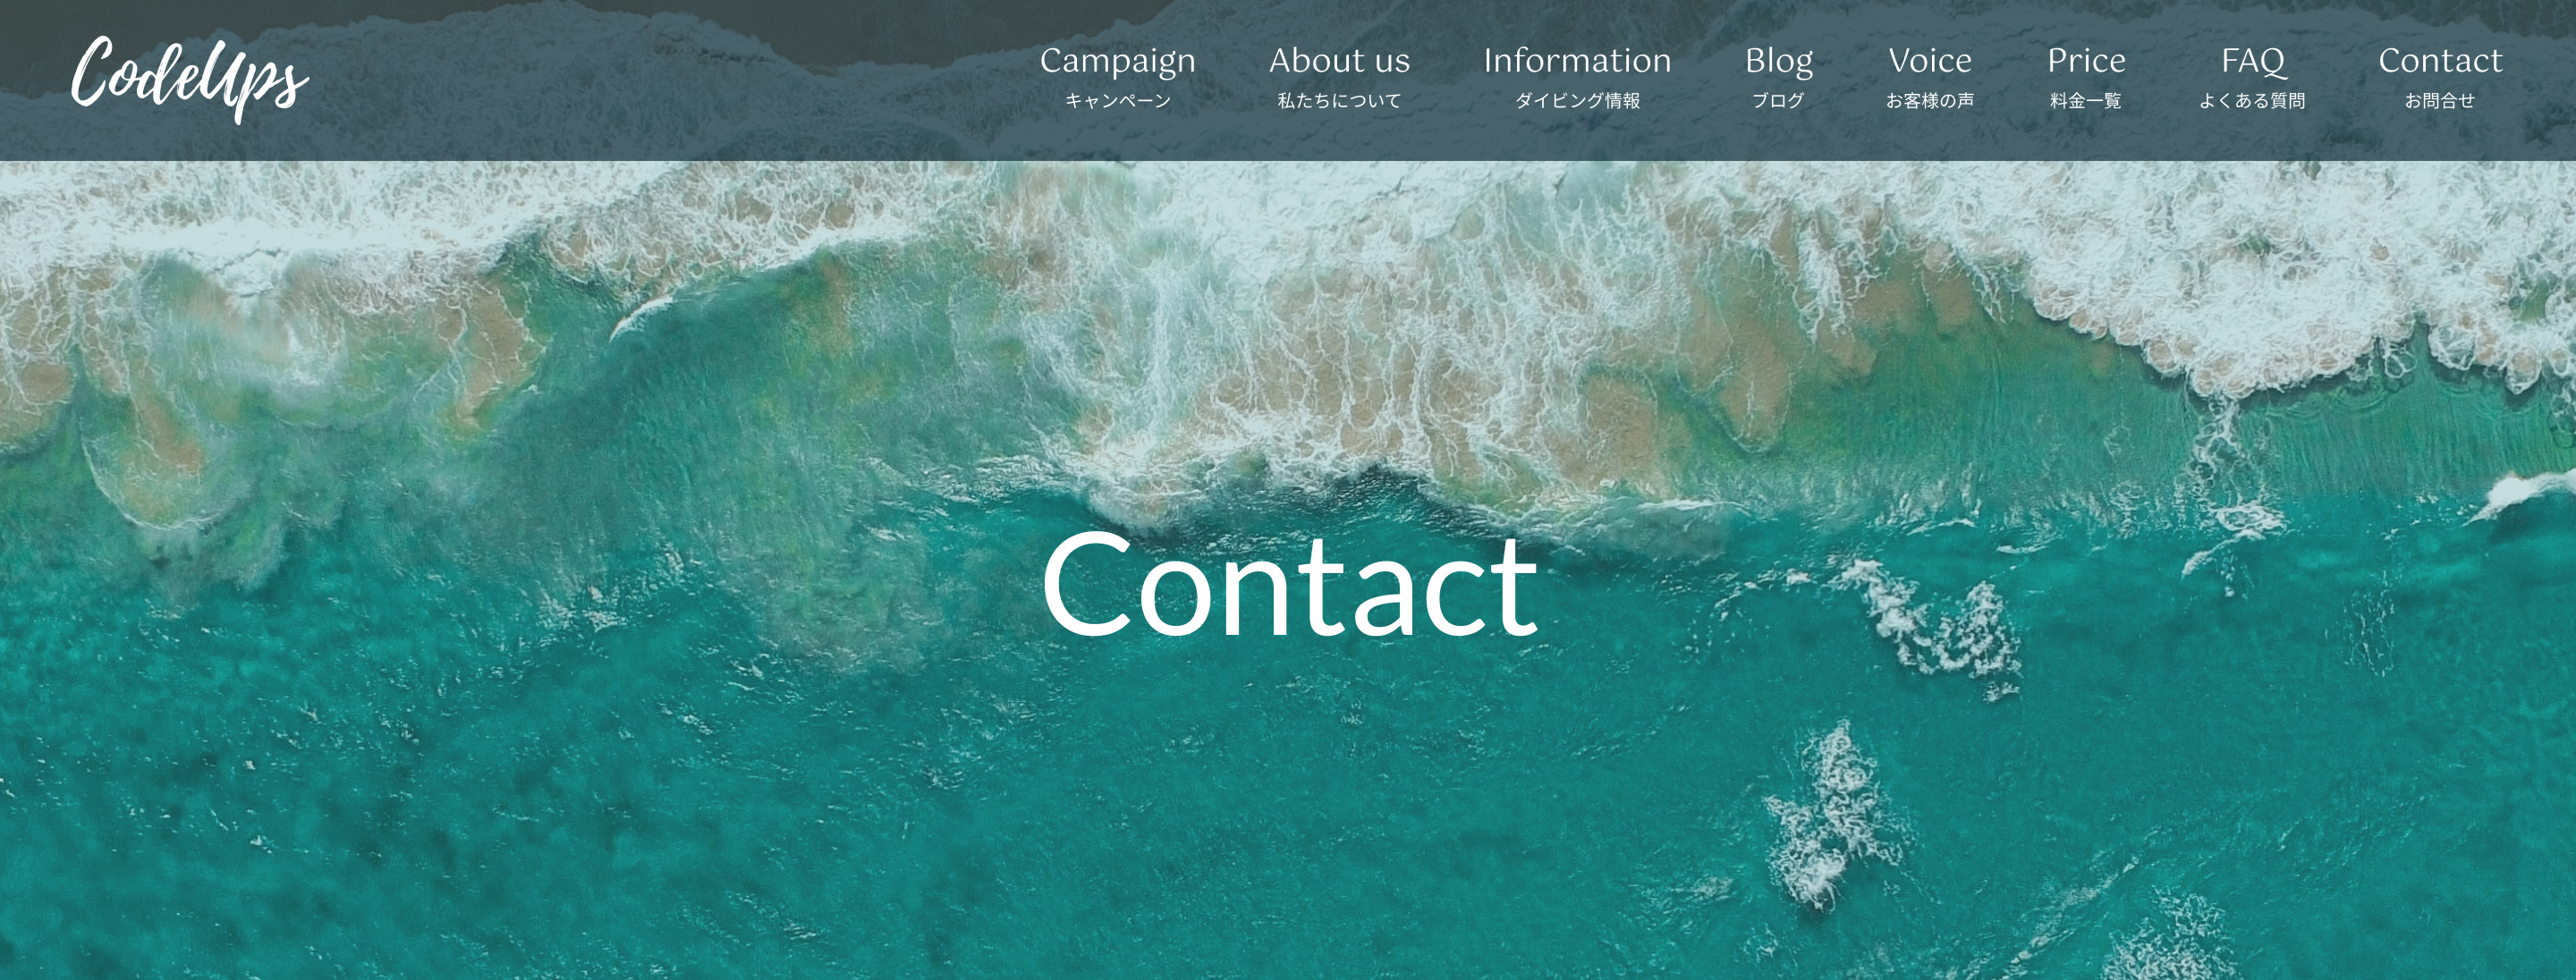 CodeUps
Campaign
キャンペーン
About us
私たちについて
Information
ダイビング情報
Blog
ブログ
Voice
お客様の声
Price
料金一覧
FAQ
よくある質問
Contact
お問合せ
Contact